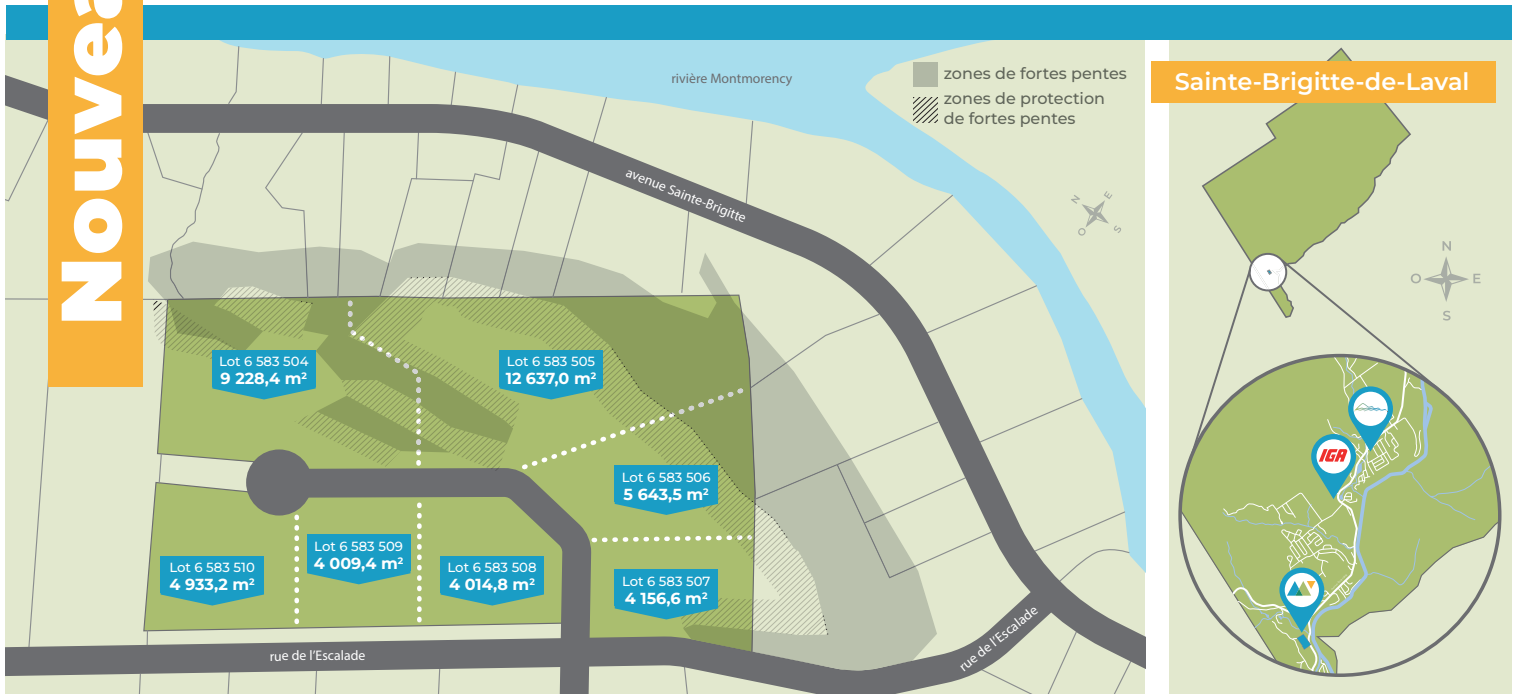 Nouvea
rivière Montmorency
zones de fortes pentes
zones de protection
de fortes pentes
Sainte-Brigitte-de-Laval
avenue Sainte-Brigitte
N
E
O
S
N
O
E
S
Lot 6 583 504
9 228,4 m²
Lot 6 583 505
12 637,0 m²
Lot 6 583 506
5 643,5 m²
Lot 6 583 509
4 009,4 m²
Lot 6 583 510
4 933,2 m²
Lot 6 583 508
4 014,8 m²
Lot 6 583 507
4 156,6 m²
IGA
rue de l'Escalade
rue de l'Escalade